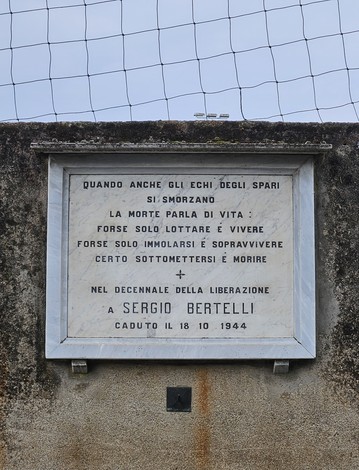 QUANDO ANCHE GLI ECHI DEGLI SPARI
SI SMORZANO
LA MORTE PARLA DI VITA:
FORSE SOLO LOTTARE É VIVERE
FORSE SOLO IMMOLARSI É SOPRAVVIVERE
CERTO SOTTOMETTERSI É MORIRE
+
NEL DECENNALE DELLA LIBERAZIONE
A SERGIO BERTELLI
CADUTO IL 18 10 1944